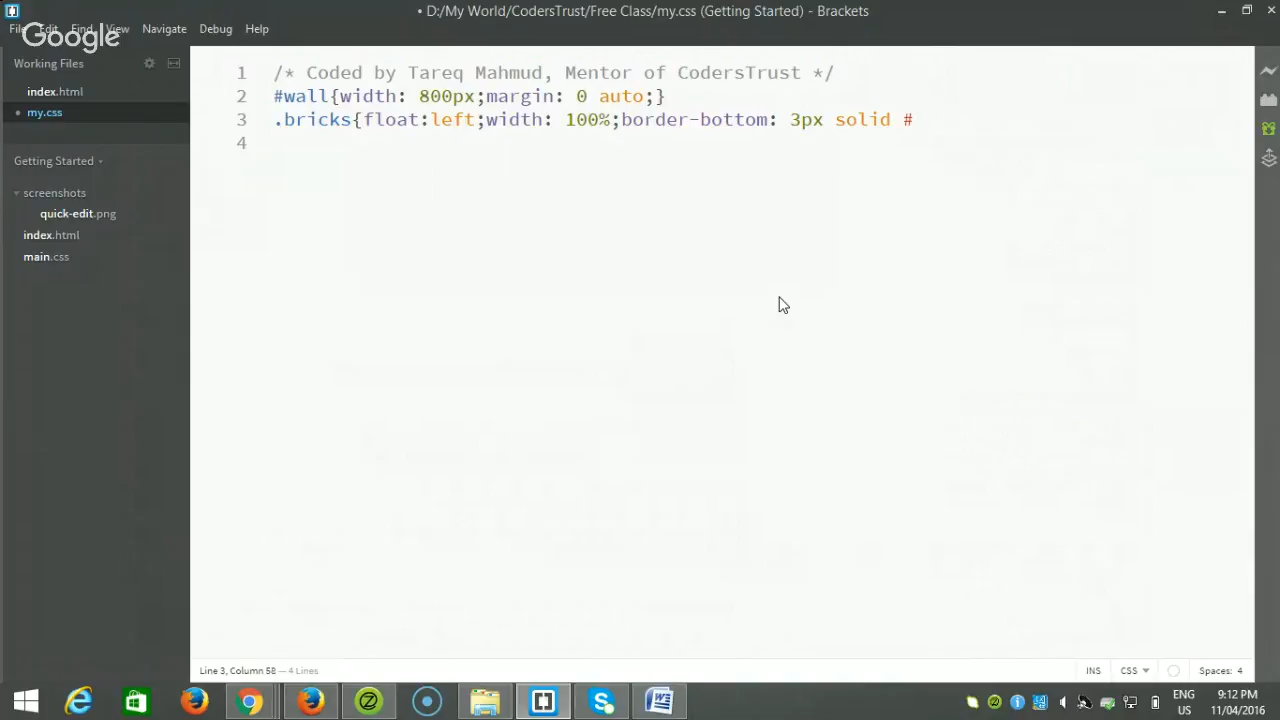 • D:/My World/CodersTrust/Free Class/my.css (Getting Started) - Brackets
File Edit Find View Navigate Debug Help
Google
Working Files
index.html
• my.css
Getting Started
screenshots
quick-edit.png
index.html
main.css
1 /* Coded by Tareq Mahmud, Mentor of CodersTrust */
2 #wall{width: 800px;margin: 0 auto;}
3 .bricks{float:left;width: 100%;border-bottom: 3px solid #
4
Line 3, Column 58 — 4 Lines
INS CSS Spaces: 4
ENG 9:12 PM
US 11/04/2016